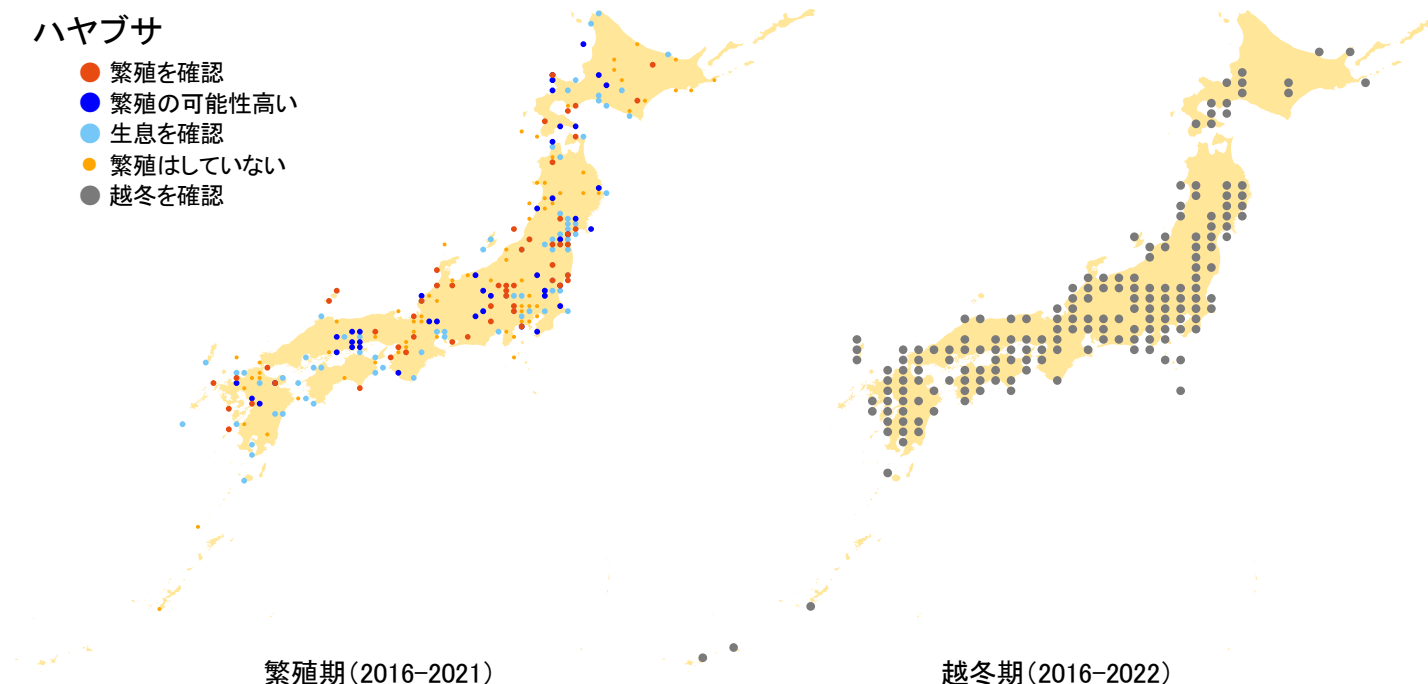 ハヤブサ
繁殖を確認
繁殖の可能性高い
生息を確認
繁殖はしていない
越冬を確認
繁殖期(2016-2021)
越冬期(2016-2022)